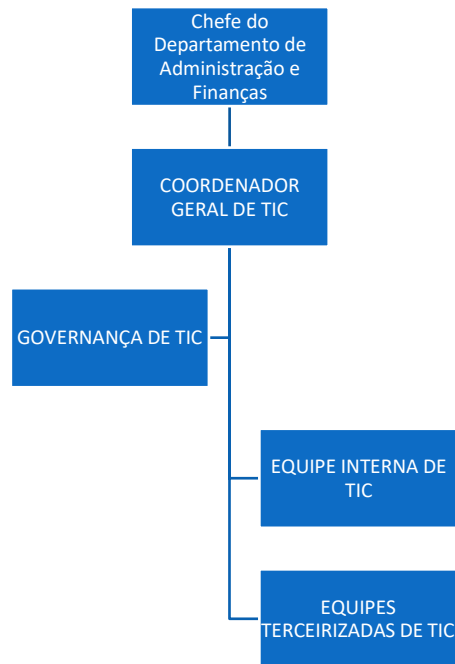 Chefe do
Departamento de
Administração e
Finanças
COORDENADOR
GERAL DE TIC
GOVERNANÇA DE TIC
EQUIPE INTERNA DE
TIC
EQUIPES
TERCEIRIZADAS DE TIC